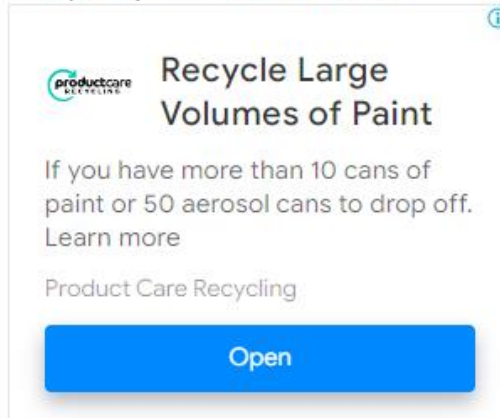 productcare
RECYCLING
Recycle Large
Volumes of Paint
If you have more than 10 cans of
paint or 50 aerosol cans to drop off.
Learn more
Product Care Recycling
Open